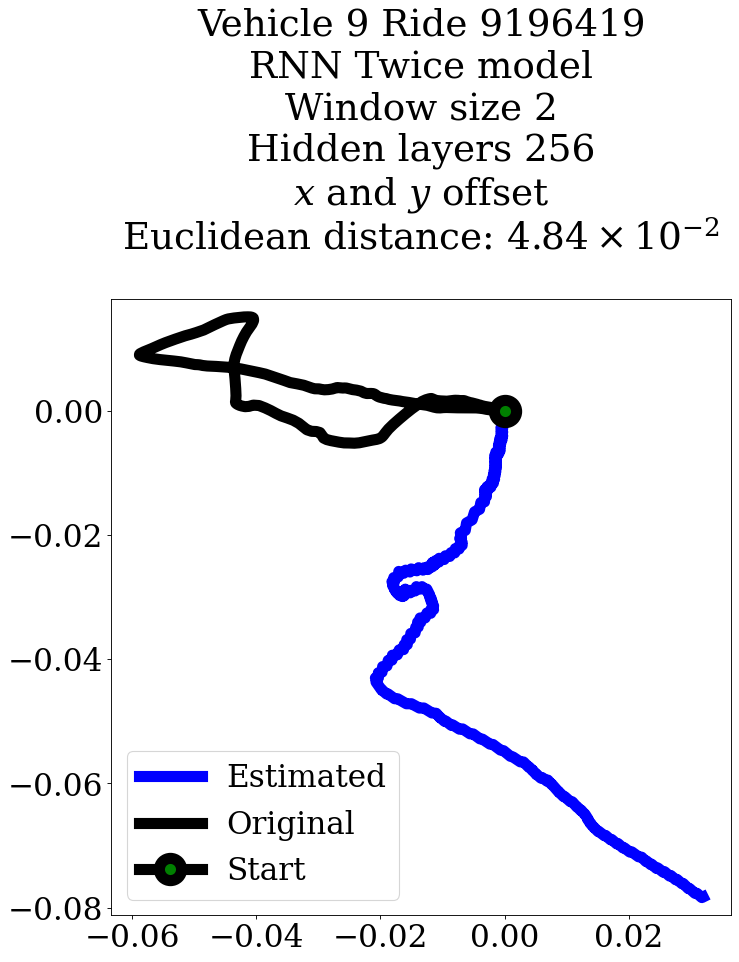 Vehicle 9 Ride 9196419
RNN Twice model
Window size 2
Hidden layers 256
x and y offset
Euclidean distance: 4.84 × 10⁻²
0.00
−0.02
−0.04
−0.06
−0.08
Estimated
Original
Start
−0.06 −0.04 −0.02 0.00 0.02